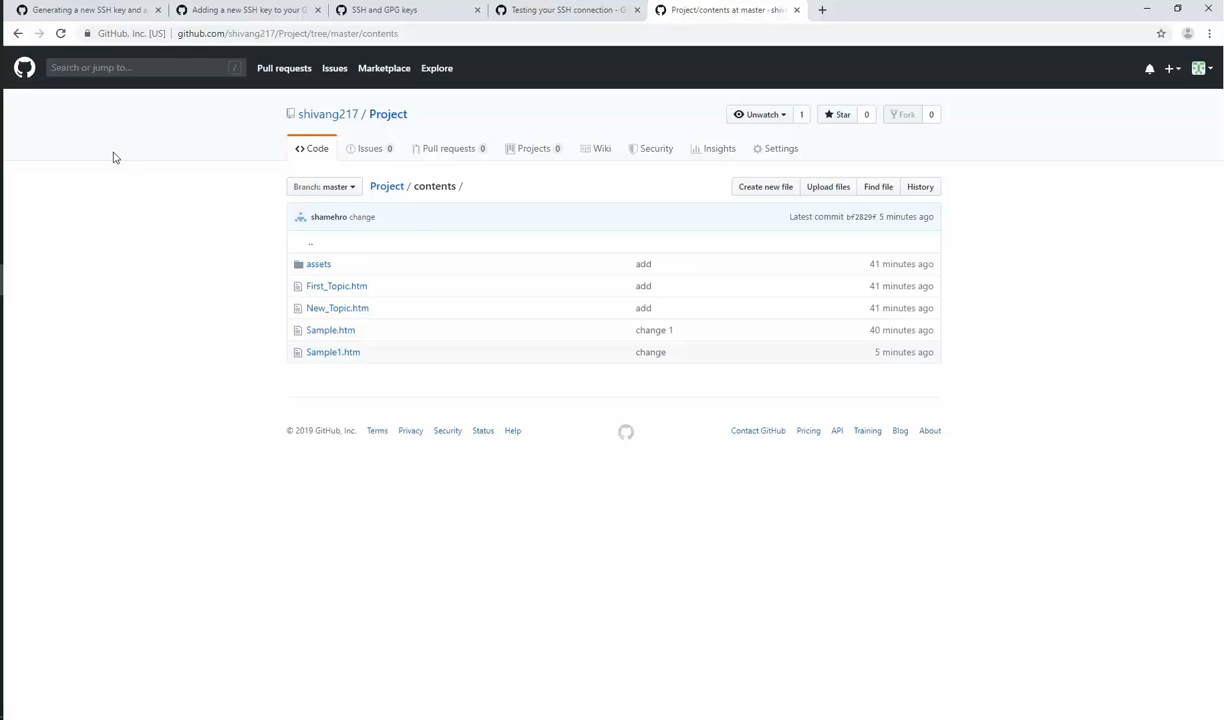 Generating a new SSH key and a
Adding a new SSH key to your G
SSH and GPG keys
Testing your SSH connection - G
Project/contents at master · shiv
GitHub, Inc. [US] | github.com/shivang217/Project/tree/master/contents
Search or jump to... /
Pull requests Issues Marketplace Explore
shivang217 / Project
Unwatch 1 Star 0 Fork 0
Code Issues 0 Pull requests 0 Projects 0 Wiki Security Insights Settings
Branch: master Project / contents /
Create new file Upload files Find file History
shamehro change Latest commit bf2829f 5 minutes ago
..
assets add 41 minutes ago
First_Topic.htm add 41 minutes ago
New_Topic.htm add 41 minutes ago
Sample.htm change 1 40 minutes ago
Sample1.htm change 5 minutes ago
© 2019 GitHub, Inc. Terms Privacy Security Status Help
Contact GitHub Pricing API Training Blog About